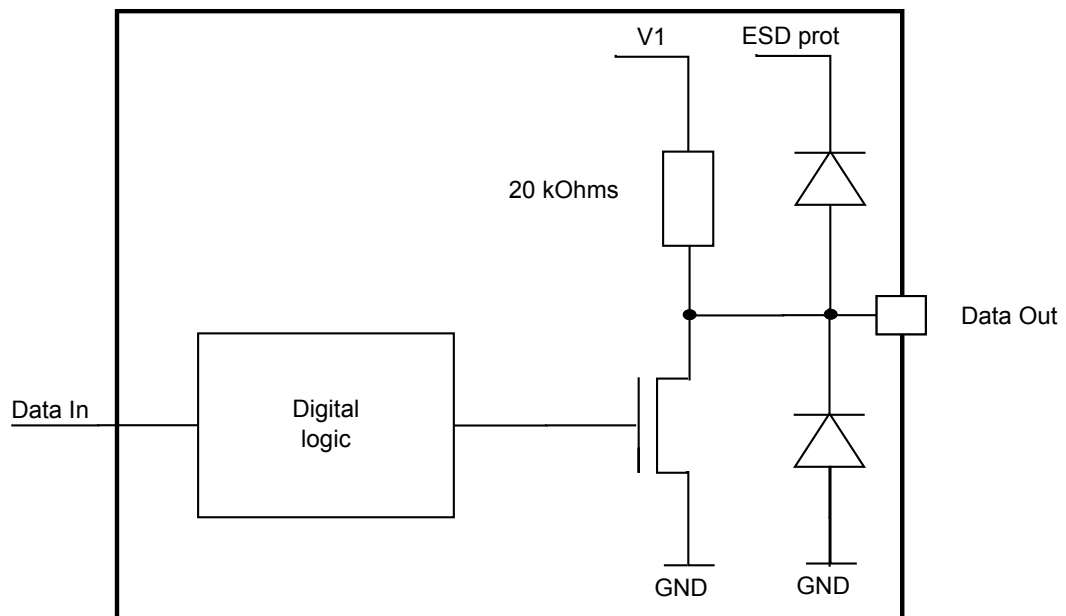 V1
ESD prot
20 kOhms
Data Out
Data In
Digital
logic
GND
GND